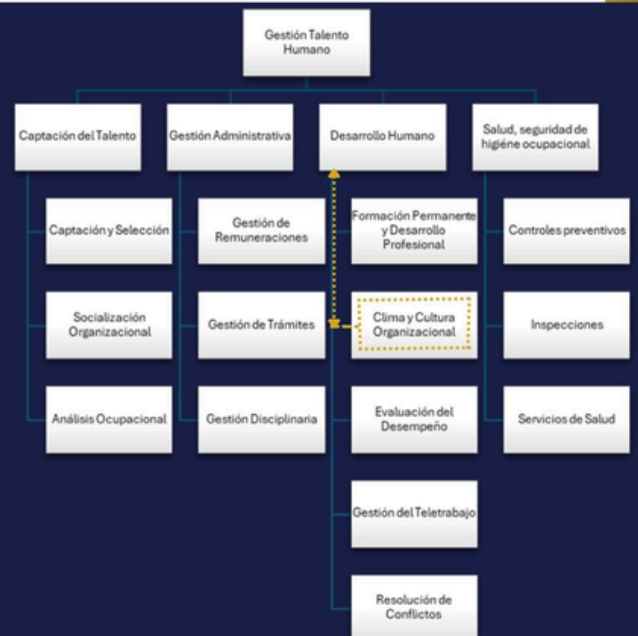 Gestión Talento
Humano
Captación del Talento
Gestión Administrativa
Desarrollo Humano
Salud, seguridad de
higiéne ocupacional
Captación y Selección
Gestión de
Remuneraciones
Formación Permanente
y Desarrollo
Profesional
Controles preventivos
Socialización
Organizacional
Gestión de Trámites
Clima y Cultura
Organizacional
Inspecciones
Análisis Ocupacional
Gestión Disciplinaria
Evaluación del
Desempeño
Servicios de Salud
Gestión del Teletrabajo
Resolución de
Conflictos